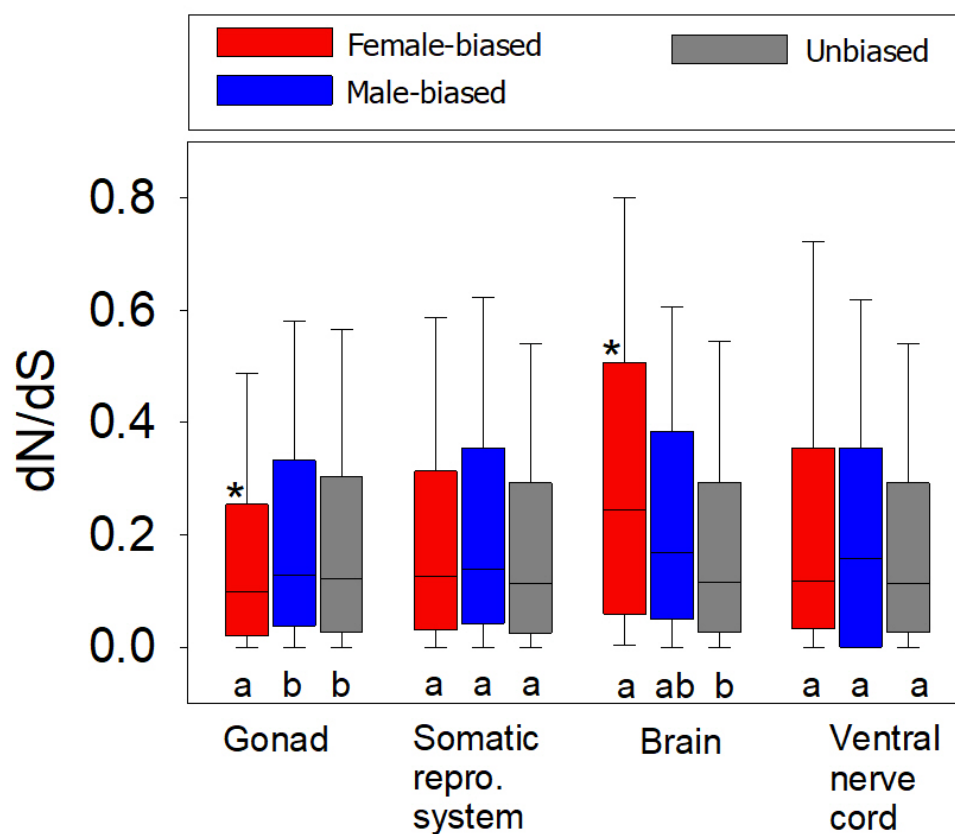 Female-biased
Male-biased
Unbiased
dN/dS
0.8
0.6
0.4
0.2
0.0
*
*
a b b a a a a ab b a a a
Gonad
Somatic
repro.
system
Brain
Ventral
nerve
cord